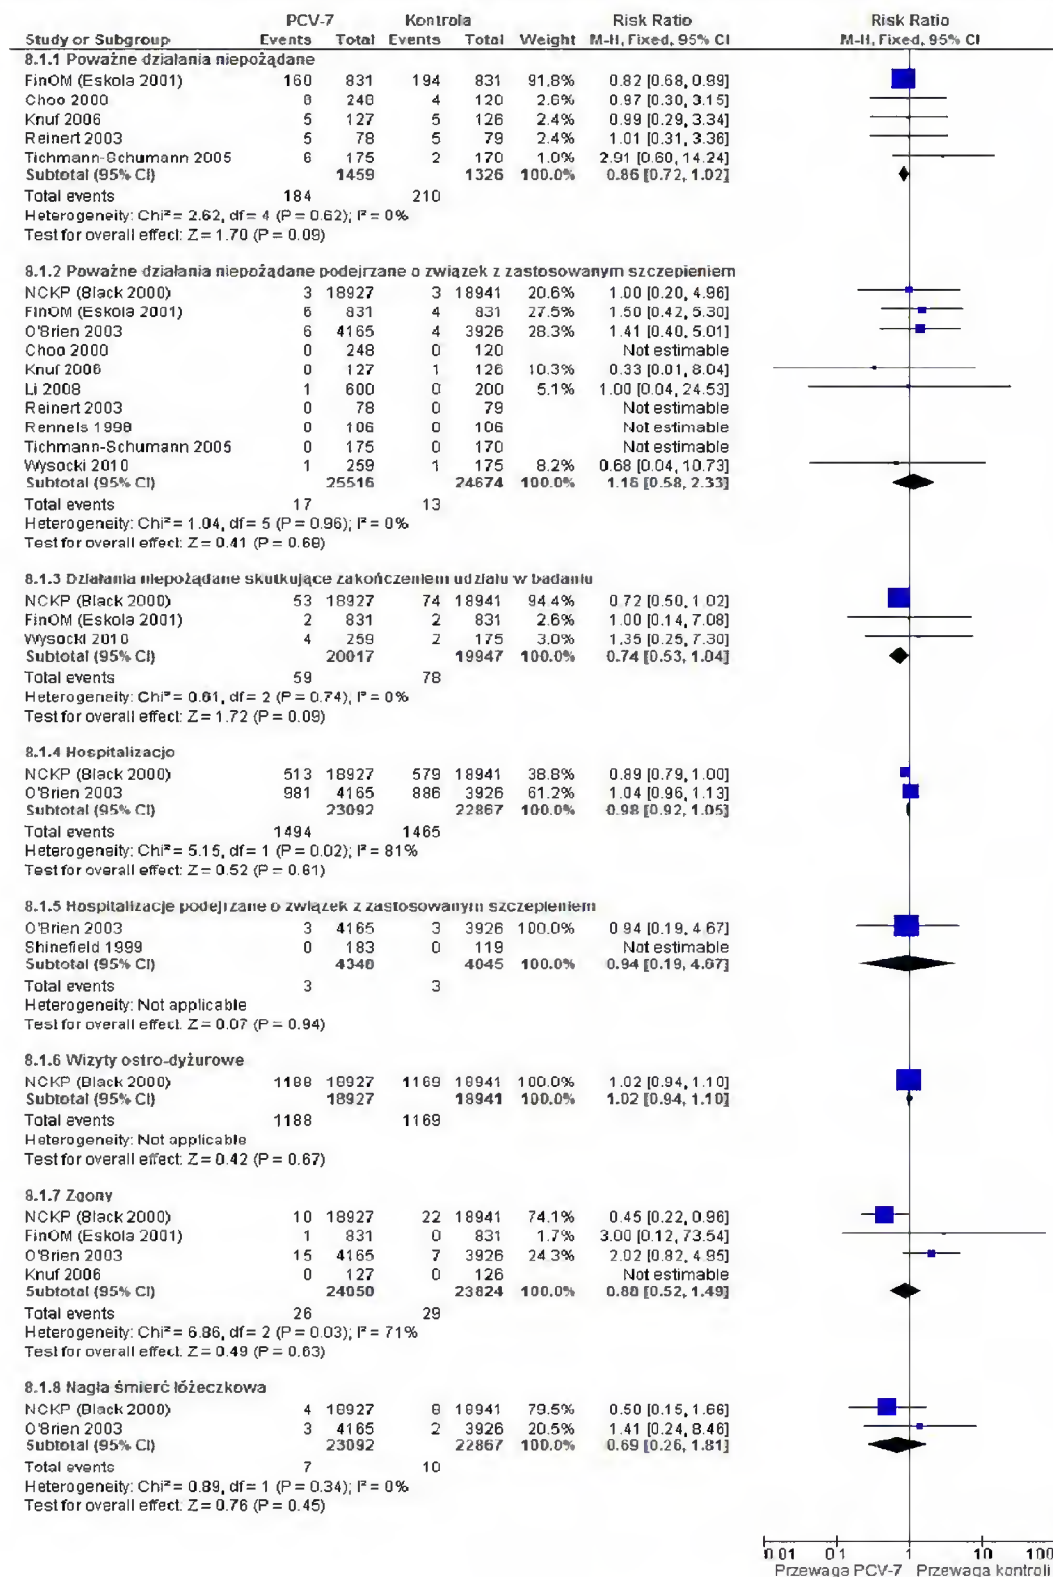 PCV-7 Kontrola Risk Ratio Risk Ratio
Study or Subgroup Events Total Events Total Weight M-H, Fixed, 95% CI M-H, Fixed, 95% CI
8.1.1 Poważne działania niepożądane
FinOM (Eskola 2001) 160 831 194 831 91.8% 0.82 [0.68, 0.99]
Choo 2000 8 248 4 120 2.6% 0.97 [0.30, 3.15]
Knuf 2006 5 127 5 126 2.4% 0.99 [0.29, 3.34]
Reinert 2003 5 78 5 79 2.4% 1.01 [0.31, 3.36]
Tichmann-Schumann 2005 6 175 2 170 1.0% 2.91 [0.60, 14.24]
Subtotal (95% CI) 1459 1326 100.0% 0.86 [0.72, 1.02]
Total events 184 210
Heterogeneity: Chi² = 2.62, df = 4 (P = 0.62); I² = 0%
Test for overall effect: Z = 1.70 (P = 0.09)
8.1.2 Poważne działania niepożądane podejrzane o związek z zastosowanym szczepieniem
NCKP (Black 2000) 3 18927 3 18941 20.6% 1.00 [0.20, 4.96]
FinOM (Eskola 2001) 6 831 4 831 27.5% 1.50 [0.42, 5.30]
O'Brien 2003 6 4165 4 3926 28.3% 1.41 [0.40, 5.01]
Choo 2000 0 248 0 120 Not estimable
Knuf 2006 0 127 1 126 10.3% 0.33 [0.01, 8.04]
Li 2008 1 600 0 200 5.1% 1.00 [0.04, 24.53]
Reinert 2003 0 78 0 79 Not estimable
Rennels 1998 0 106 0 106 Not estimable
Tichmann-Schumann 2005 0 175 0 170 Not estimable
Wysocki 2010 1 259 1 175 8.2% 0.68 [0.04, 10.73]
Subtotal (95% CI) 25516 24674 100.0% 1.16 [0.58, 2.33]
Total events 17 13
Heterogeneity: Chi² = 1.04, df = 5 (P = 0.96); I² = 0%
Test for overall effect: Z = 0.41 (P = 0.68)
8.1.3 Działania niepożądane skutkujące zakończeniem udziału w badaniu
NCKP (Black 2000) 53 18927 74 18941 94.4% 0.72 [0.50, 1.02]
FinOM (Eskola 2001) 2 831 2 831 2.6% 1.00 [0.14, 7.08]
Wysocki 2010 4 259 2 175 3.0% 1.35 [0.25, 7.30]
Subtotal (95% CI) 20017 19947 100.0% 0.74 [0.53, 1.04]
Total events 59 78
Heterogeneity: Chi² = 0.61, df = 2 (P = 0.74); I² = 0%
Test for overall effect: Z = 1.72 (P = 0.09)
8.1.4 Hospitalizacje
NCKP (Black 2000) 513 18927 579 18941 38.8% 0.89 [0.79, 1.00]
O'Brien 2003 981 4165 886 3926 61.2% 1.04 [0.96, 1.13]
Subtotal (95% CI) 23092 22867 100.0% 0.98 [0.92, 1.05]
Total events 1494 1465
Heterogeneity: Chi² = 5.15, df = 1 (P = 0.02); I² = 81%
Test for overall effect: Z = 0.52 (P = 0.61)
8.1.5 Hospitalizacje podejrzane o związek z zastosowanym szczepieniem
O'Brien 2003 3 4165 3 3926 100.0% 0.94 [0.19, 4.67]
Shinefield 1999 0 183 0 119 Not estimable
Subtotal (95% CI) 4348 4045 100.0% 0.94 [0.19, 4.67]
Total events 3 3
Heterogeneity: Not applicable
Test for overall effect: Z = 0.07 (P = 0.94)
8.1.6 Wizyty ostro-dyżurowe
NCKP (Black 2000) 1188 18927 1169 18941 100.0% 1.02 [0.94, 1.10]
Subtotal (95% CI) 18927 18941 100.0% 1.02 [0.94, 1.10]
Total events 1188 1169
Heterogeneity: Not applicable
Test for overall effect: Z = 0.42 (P = 0.67)
8.1.7 Zgony
NCKP (Black 2000) 10 18927 22 18941 74.1% 0.45 [0.22, 0.96]
FinOM (Eskola 2001) 1 831 0 831 1.7% 3.00 [0.12, 73.54]
O'Brien 2003 15 4165 7 3926 24.3% 2.02 [0.82, 4.95]
Knuf 2006 0 127 0 126 Not estimable
Subtotal (95% CI) 24050 23824 100.0% 0.88 [0.52, 1.49]
Total events 26 29
Heterogeneity: Chi² = 6.86, df = 2 (P = 0.03); I² = 71%
Test for overall effect: Z = 0.49 (P = 0.63)
8.1.8 Nagła śmierć łóżeczkowa
NCKP (Black 2000) 4 18927 8 18941 79.5% 0.50 [0.15, 1.66]
O'Brien 2003 3 4165 2 3926 20.5% 1.41 [0.24, 8.46]
Subtotal (95% CI) 23092 22867 100.0% 0.69 [0.26, 1.81]
Total events 7 10
Heterogeneity: Chi² = 0.89, df = 1 (P = 0.34); I² = 0%
Test for overall effect: Z = 0.76 (P = 0.45)
0.01 0.1 1 10 100
Przewaga PCV-7 Przewaga kontroli